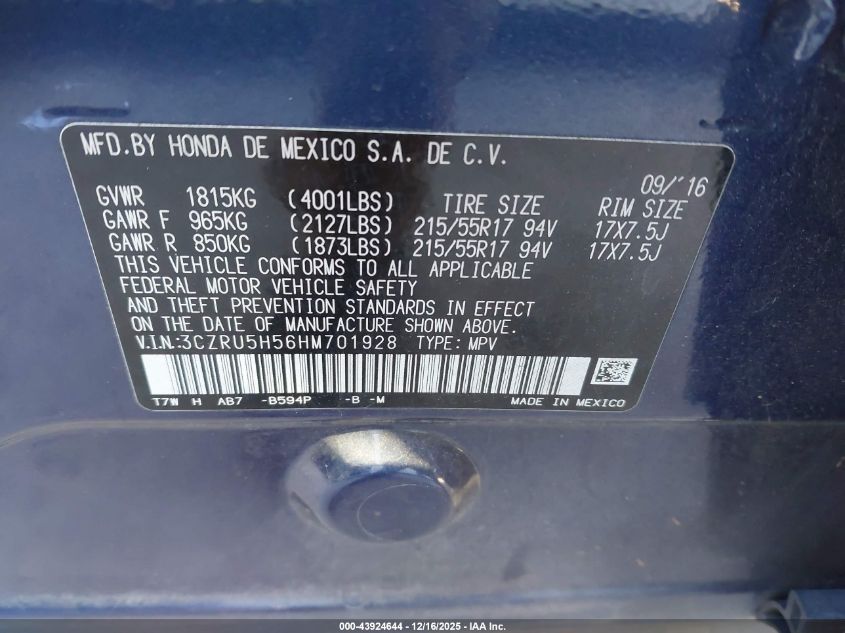 MFD.BY HONDA DE MEXICO S.A. DE C.V.
09/'16
GVWR 1815KG (4001LBS) TIRE SIZE RIM SIZE
GAWR F 965KG (2127LBS) 215/55R17 94V 17X7.5J
GAWR R 850KG (1873LBS) 215/55R17 94V 17X7.5J
THIS VEHICLE CONFORMS TO ALL APPLICABLE
FEDERAL MOTOR VEHICLE SAFETY
AND THEFT PREVENTION STANDARDS IN EFFECT
ON THE DATE OF MANUFACTURE SHOWN ABOVE.
V.I.N.:3CZRU5H56HM701928 TYPE: MPV
T7W H AB7 -B594P -B -M MADE IN MEXICO
000-43924644 - 12/16/2025 - IAA Inc.